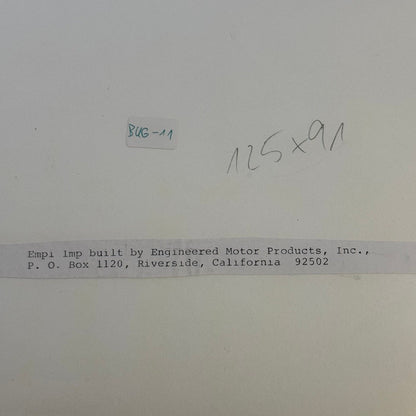 BUG-11
125x91
Empi Imp built by Engineered Motor Products, Inc.,
P. O. Box 1120, Riverside, California 92502